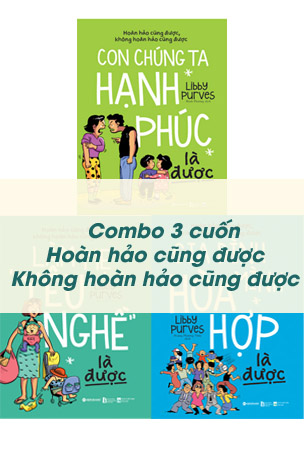 Hoàn hảo cũng được,
không hoàn hảo cũng được
CON CHÚNG TA
HẠNH
LIBBY
PURVES
PHÚC
là được
Combo 3 cuốn
Hoàn hảo cũng được
Không hoàn hảo cũng được
NGHỀ"
là được
LIBBY
PURVES
HỢP
là được